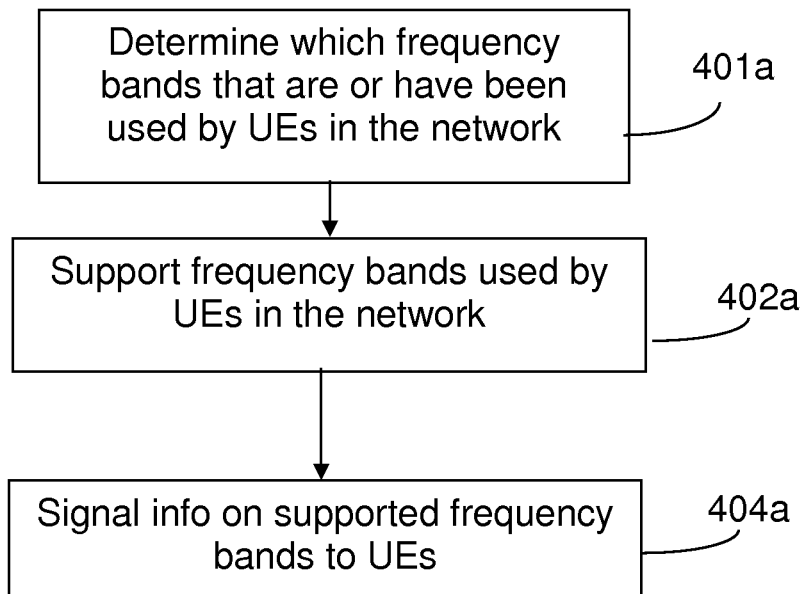 Determine which frequency
bands that are or have been
used by UEs in the network
401a
Support frequency bands used by
UEs in the network
402a
Signal info on supported frequency
bands to UEs
404a